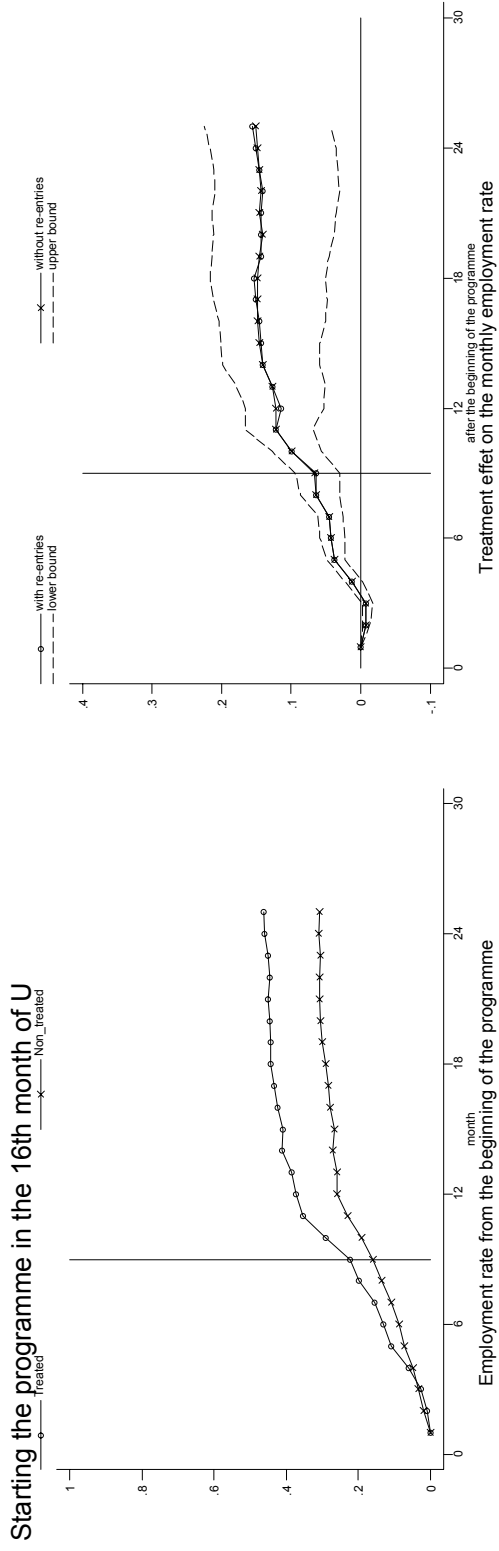 Starting the programme in the 16th month of U
Treated
Non_treated
1
.8
.6
.4
.2
0
0
6
12
18
24
30
month
Employment rate from the beginning of the programme
with re-entries
without re-entries
lower bound
upper bound
.4
.3
.2
.1
0
-.1
0
6
12
18
24
30
after the beginning of the programme
Treatment effet on the monthly employment rate